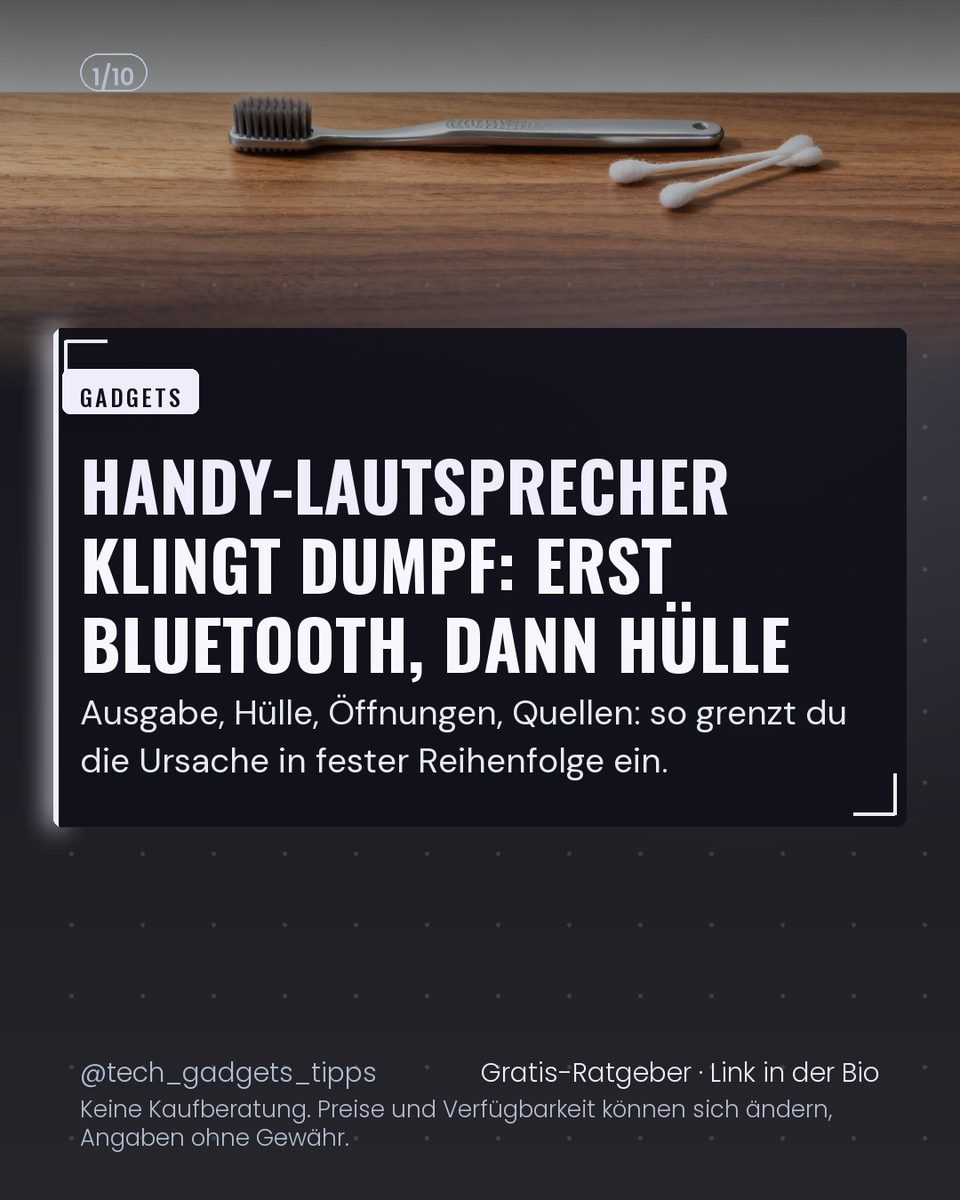 1/10
GADGETS
HANDY-LAUTSPRECHER
KLINGT DUMPF: ERST
BLUETOOTH, DANN HÜLLE
Ausgabe, Hülle, Öffnungen, Quellen: so grenzt du
die Ursache in fester Reihenfolge ein.
@tech_gadgets_tipps
Gratis-Ratgeber · Link in der Bio
Keine Kaufberatung. Preise und Verfügbarkeit können sich ändern,
Angaben ohne Gewähr.